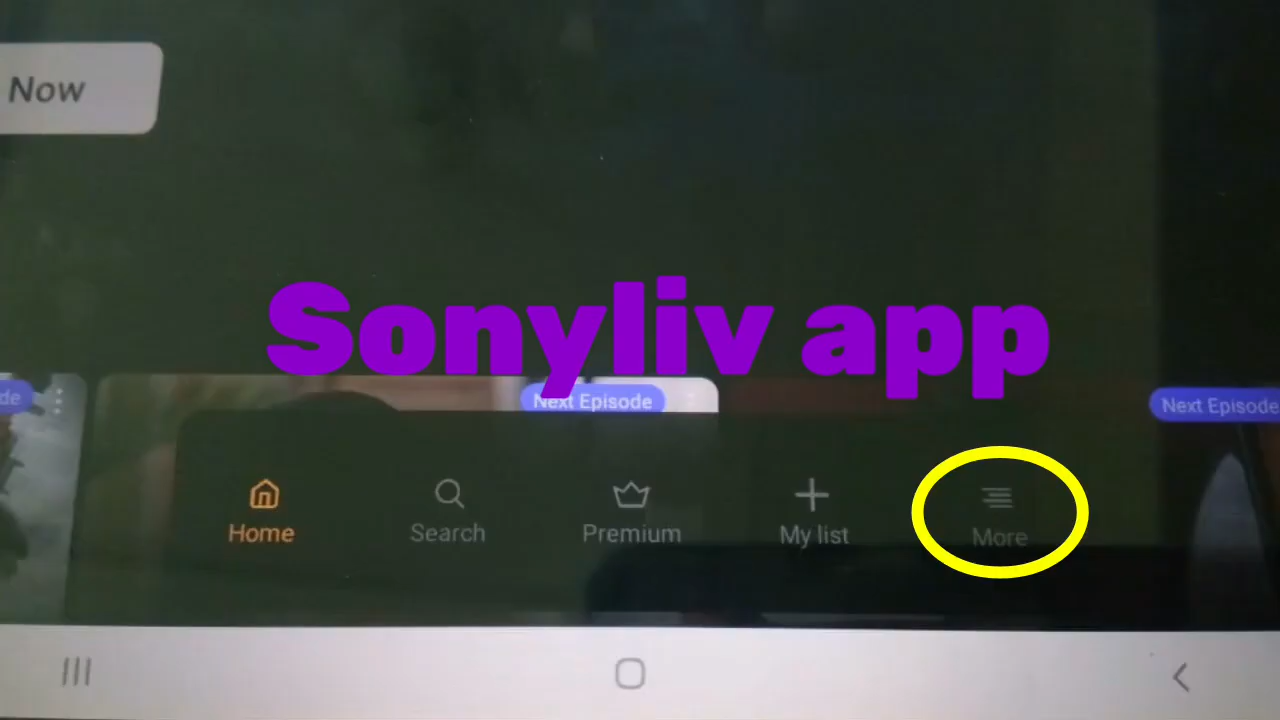 Now
Sonyliv app
de
Next Episode
Next Episode
Home
Search
Premium
My list
More